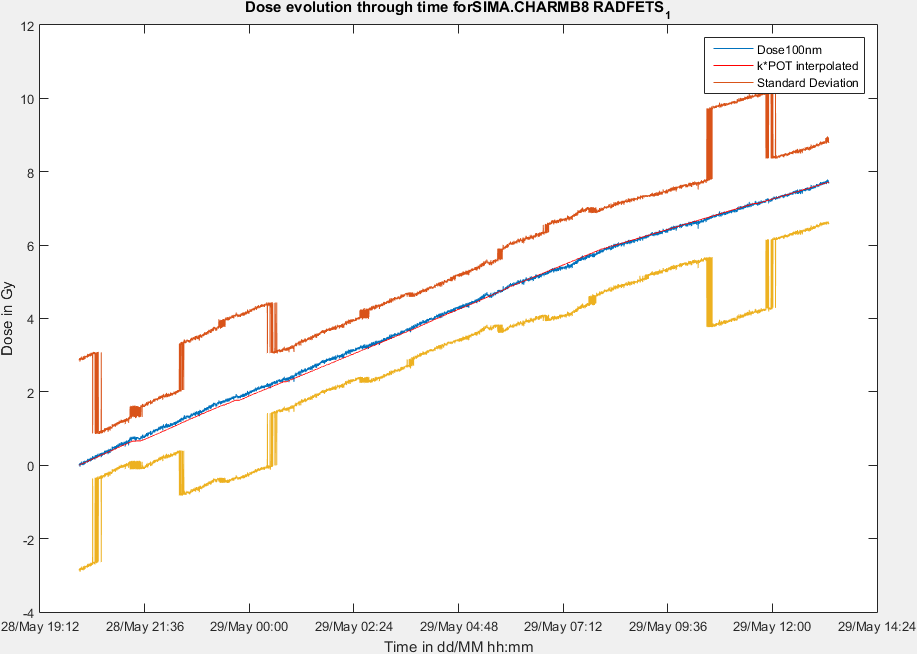 Dose evolution through time forSIMA.CHARMB8 RADFETS1
12
10
8
6
4
2
0
-2
-4
Dose in Gy
Dose100nm
k*POT interpolated
Standard Deviation
28/May 19:12
28/May 21:36
29/May 00:00
29/May 02:24
29/May 04:48
29/May 07:12
29/May 09:36
29/May 12:00
29/May 14:24
Time in dd/MM hh:mm